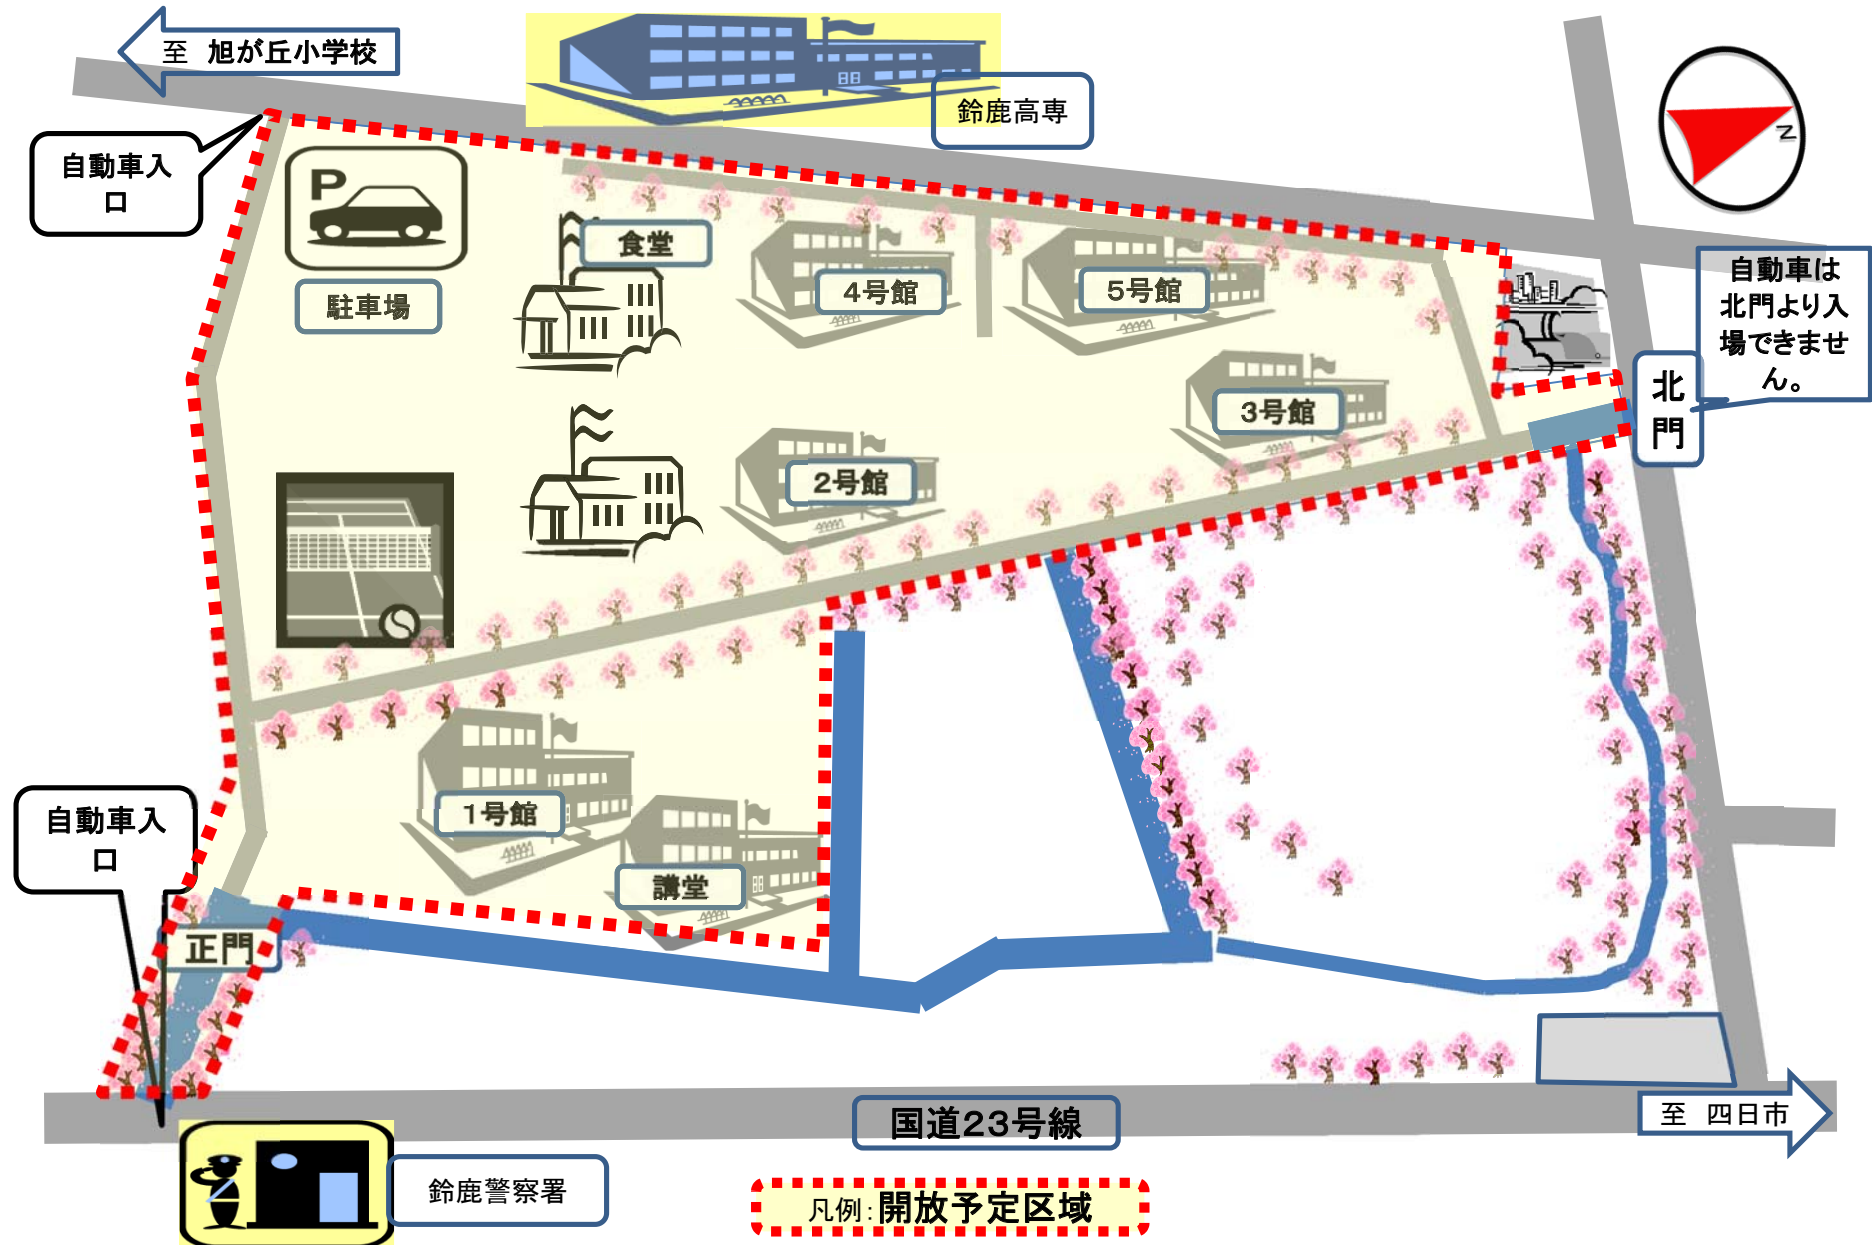 至 旭が丘小学校
鈴鹿高専
N
自動車入
口
P
駐車場
食堂
4号館
5号館
自動車は
北門より入
場できませ
ん。
北
門
3号館
2号館
1号館
講堂
自動車入
口
正門
国道23号線
至 四日市
鈴鹿警察署
凡例:開放予定区域